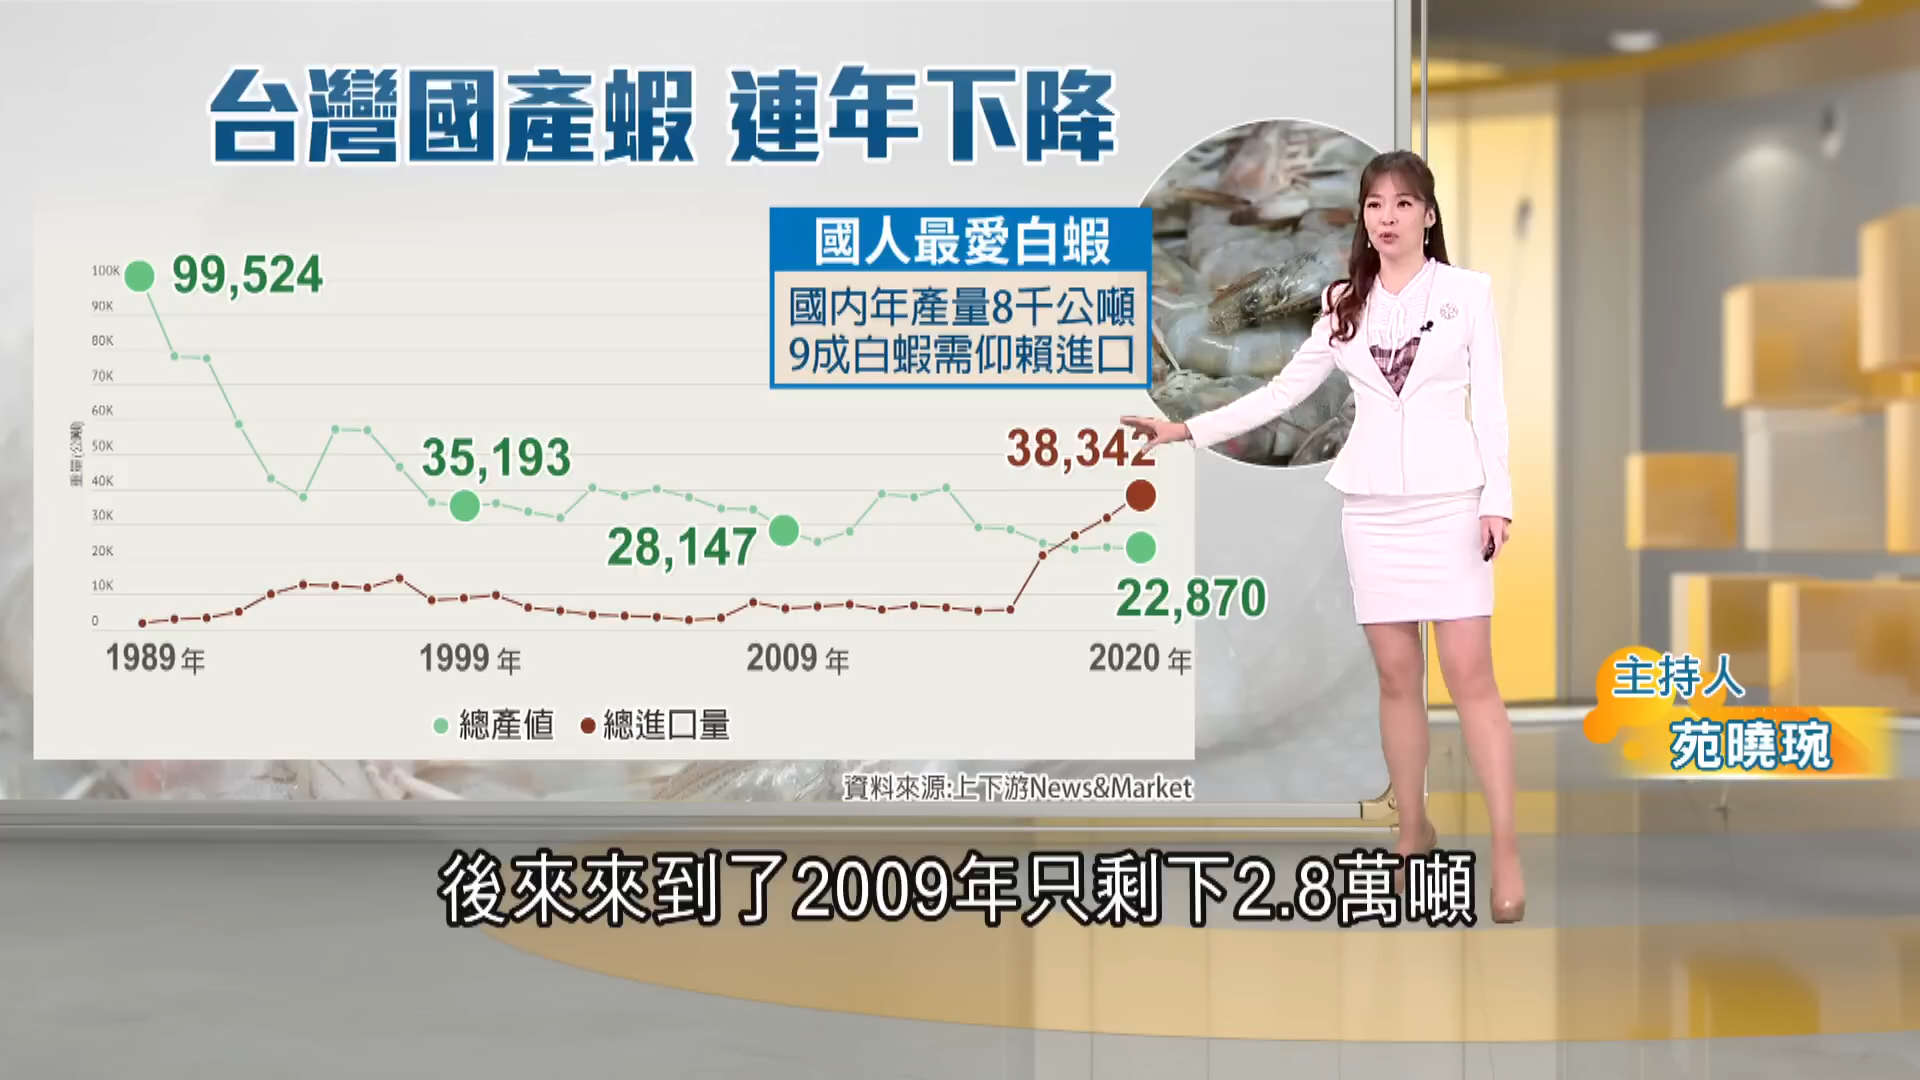 台灣國產蝦 連年下降
國人最愛白蝦
國內年產量8千公噸
9成白蝦需仰賴進口
100K
90K
80K
70K
60K
50K
40K
30K
20K
10K
0
重量(公噸)
99,524
35,193
28,147
38,342
22,870
1989年
1999年
2009年
2020年
總產值
總進口量
資料來源:上下游News&Market
主持人
苑曉琬
後來來到了2009年只剩下2.8萬噸